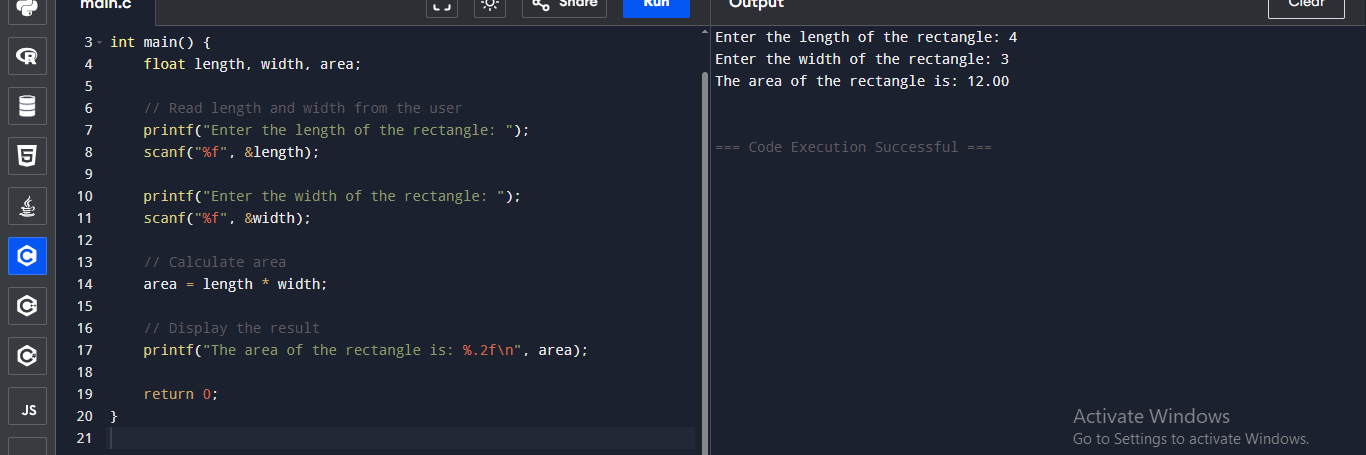 main.c
Share
Run
Output
Clear
3 int main() {
4 float length, width, area;
5
6 // Read length and width from the user
7 printf("Enter the length of the rectangle: ");
8 scanf("%f", &length);
9
10 printf("Enter the width of the rectangle: ");
11 scanf("%f", &width);
12
13 // Calculate area
14 area = length * width;
15
16 // Display the result
17 printf("The area of the rectangle is: %.2f\n", area);
18
19 return 0;
20 }
21
Enter the length of the rectangle: 4
Enter the width of the rectangle: 3
The area of the rectangle is: 12.00
=== Code Execution Successful ===
R
5
C
C
C
JS
Activate Windows
Go to Settings to activate Windows.